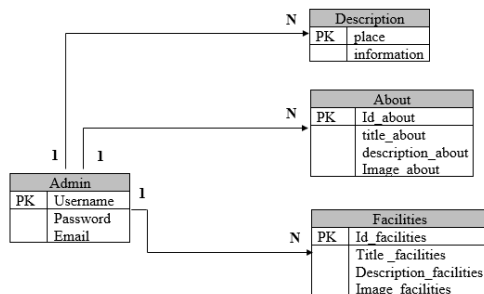 N
Description
PK place
information
N
About
PK Id_about
title_about
description_about
Image_about
1 1
Admin
PK Username
Password
Email
1
N
Facilities
PK Id_facilities
Title _facilities
Description_facilities
Image_facilities